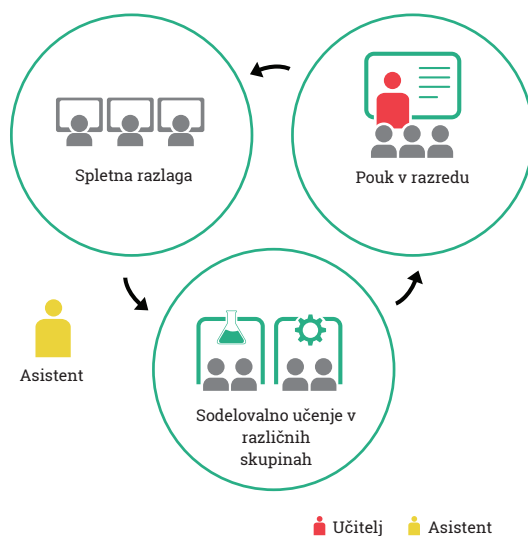 Spletna razlaga
Pouk v razredu
Asistent
Sodelovalno učenje v
različnih
skupinah
Učitelj
Asistent